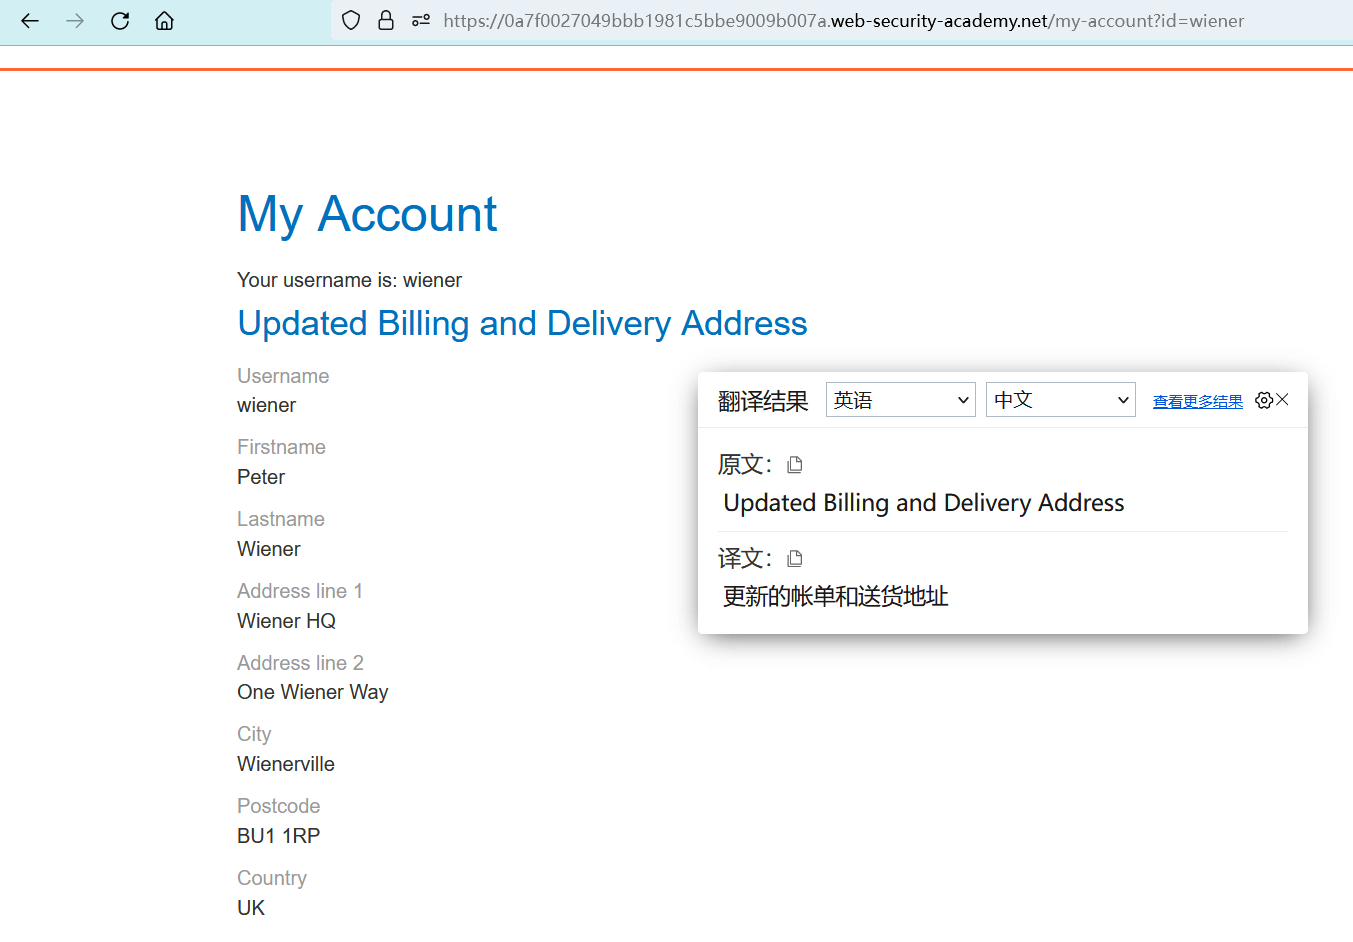 https://0a7f0027049bbb1981c5bbe9009b007a.web-security-academy.net/my-account?id=wiener
My Account
Your username is: wiener
Updated Billing and Delivery Address
Username
wiener
Firstname
Peter
Lastname
Wiener
Address line 1
Wiener HQ
Address line 2
One Wiener Way
City
Wienerville
Postcode
BU1 1RP
Country
UK
翻译结果 英语 中文 查看更多结果
原文：
Updated Billing and Delivery Address
译文：
更新的帐单和送货地址